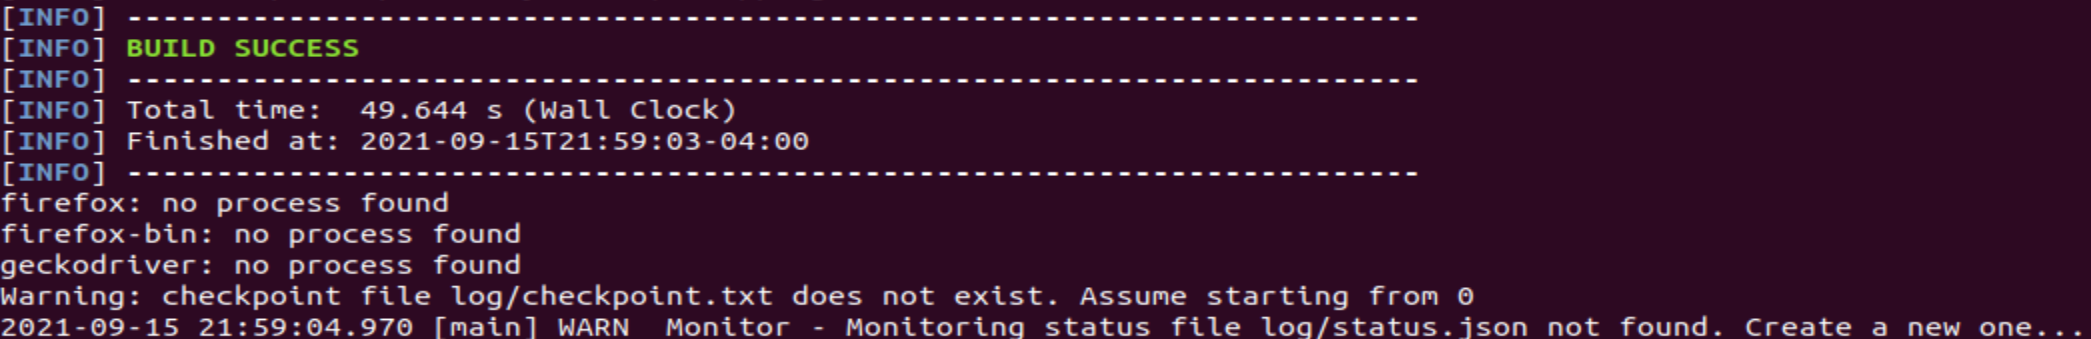 [INFO] ------------------------------------------------------------------------
[INFO] BUILD SUCCESS
[INFO] ------------------------------------------------------------------------
[INFO] Total time:  49.644 s (Wall Clock)
[INFO] Finished at: 2021-09-15T21:59:03-04:00
[INFO] ------------------------------------------------------------------------
firefox: no process found
firefox-bin: no process found
geckodriver: no process found
Warning: checkpoint file log/checkpoint.txt does not exist. Assume starting from 0
2021-09-15 21:59:04.970 [main] WARN  Monitor - Monitoring status file log/status.json not found. Create a new one...